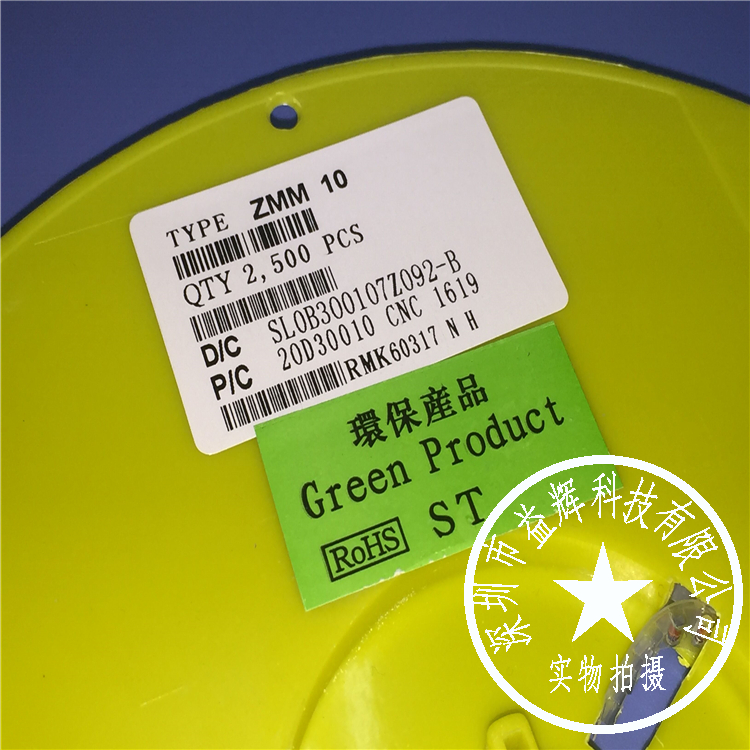 TYPE ZMM 10
QTY 2,500 PCS
D/C SLOB300107Z092-B
P/C 20D30010 CNC 1619
RMK60317 N H
環保産品
Green Product
RoHS ST
深圳市益辉科技有限公司
实物拍摄